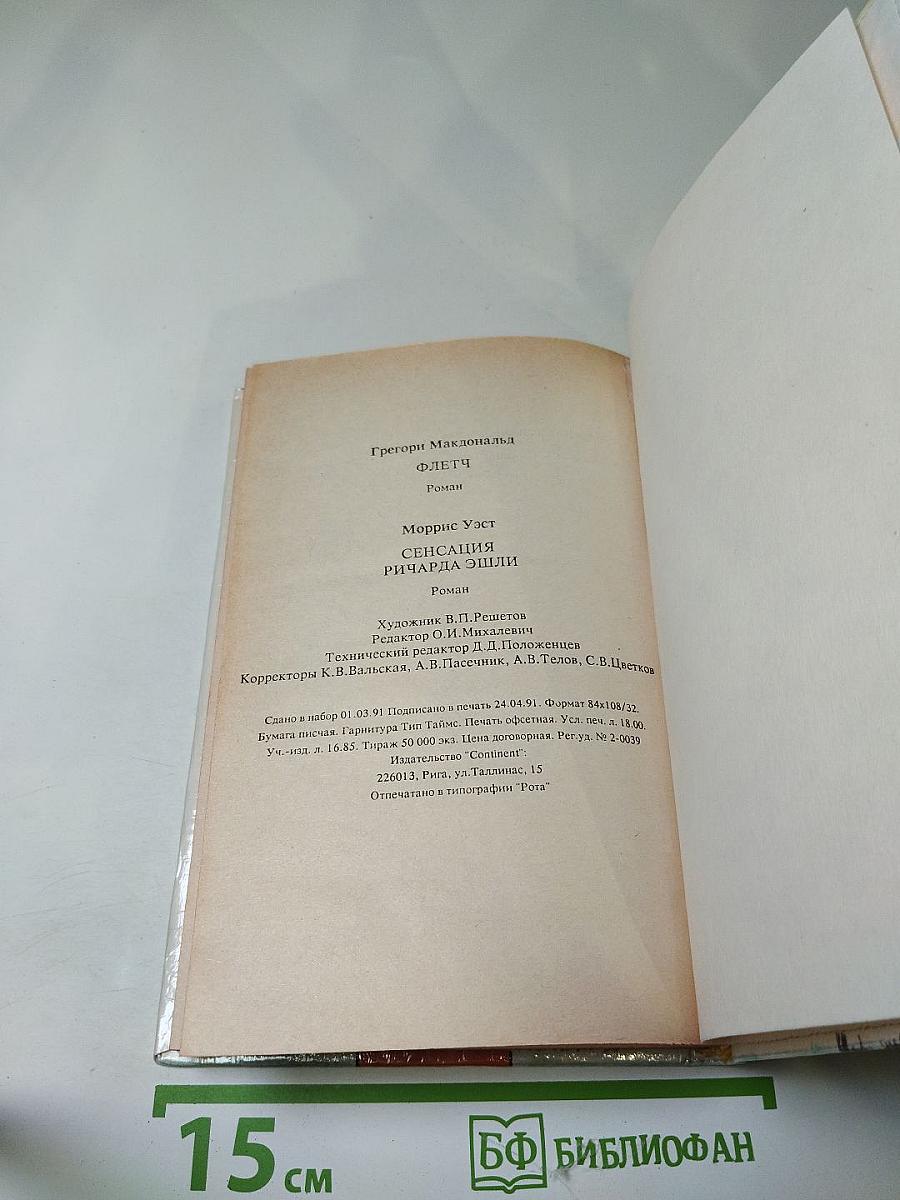 Грегори Макдональд
ФЛЕТЧ
Роман
Моррис Уэст
СЕНСАЦИЯ
РИЧАРДА ЭШЛИ
Роман
Художник В.П.Решетов
Редактор О.И.Михалевич
Технический редактор Д.Д.Положенцев
Корректоры К.В.Вальская, А.В.Пасечник, А.В.Телов, С.В.Цветков
Сдано в набор 01.03.91 Подписано в печать 24.04.91. Формат 84х108/32.
Бумага писчая. Гарнитура Тип Таймс. Печать офсетная. Усл. печ. л. 18.00.
Уч.-изд. л. 16.85. Тираж 50 000 экз. Цена договорная. Рег.уд. № 2-0039
Издательство "Continent":
226013, Рига, ул.Таллинас, 15
Отпечатано в типографии "Рота"
15 см
БФ БИБЛИОФАН